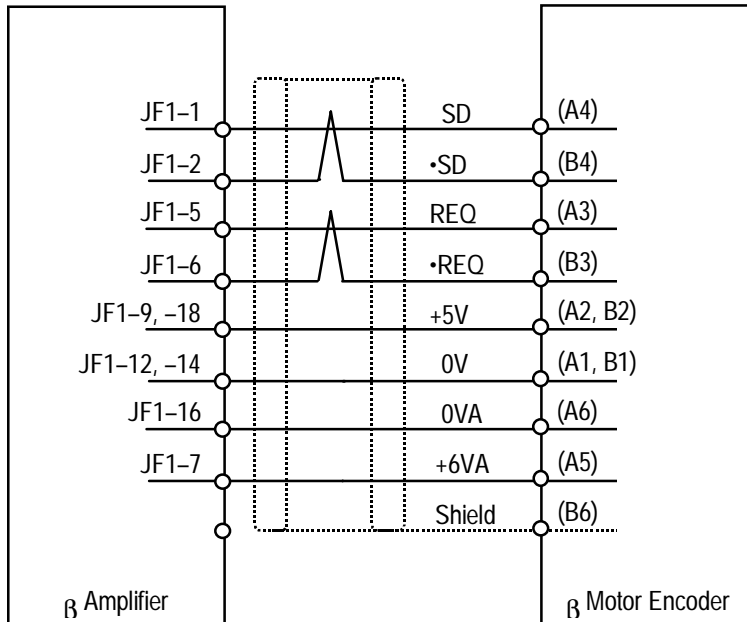 JF1–1 SD (A4)
JF1–2 •SD (B4)
JF1–5 REQ (A3)
JF1–6 •REQ (B3)
JF1–9, –18 +5V (A2, B2)
JF1–12, –14 0V (A1, B1)
JF1–16 0VA (A6)
JF1–7 +6VA (A5)
Shield (B6)
β Amplifier β Motor Encoder